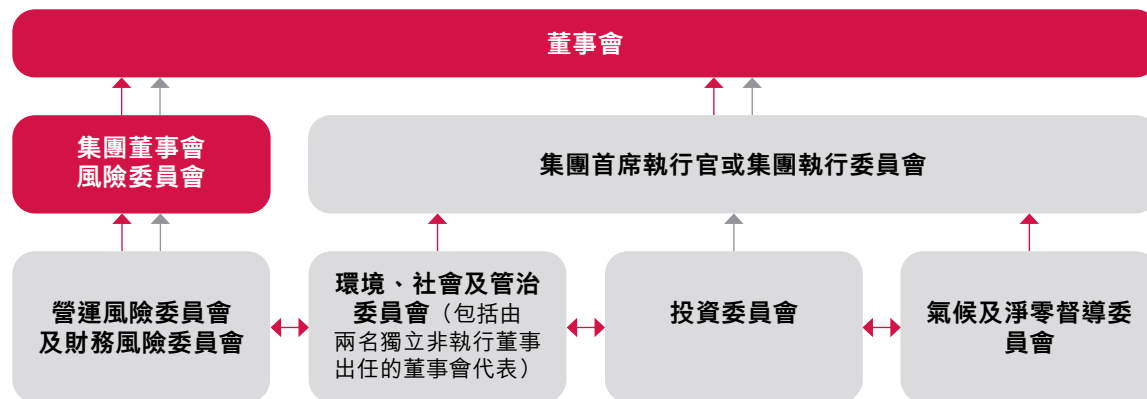 董事會
集團董事會
風險委員會
集團首席執行官或集團執行委員會
營運風險委員會
及財務風險委員會
環境、社會及管治
委員會（包括由
兩名獨立非執行董事
出任的董事會代表）
投資委員會
氣候及淨零督導委
員會